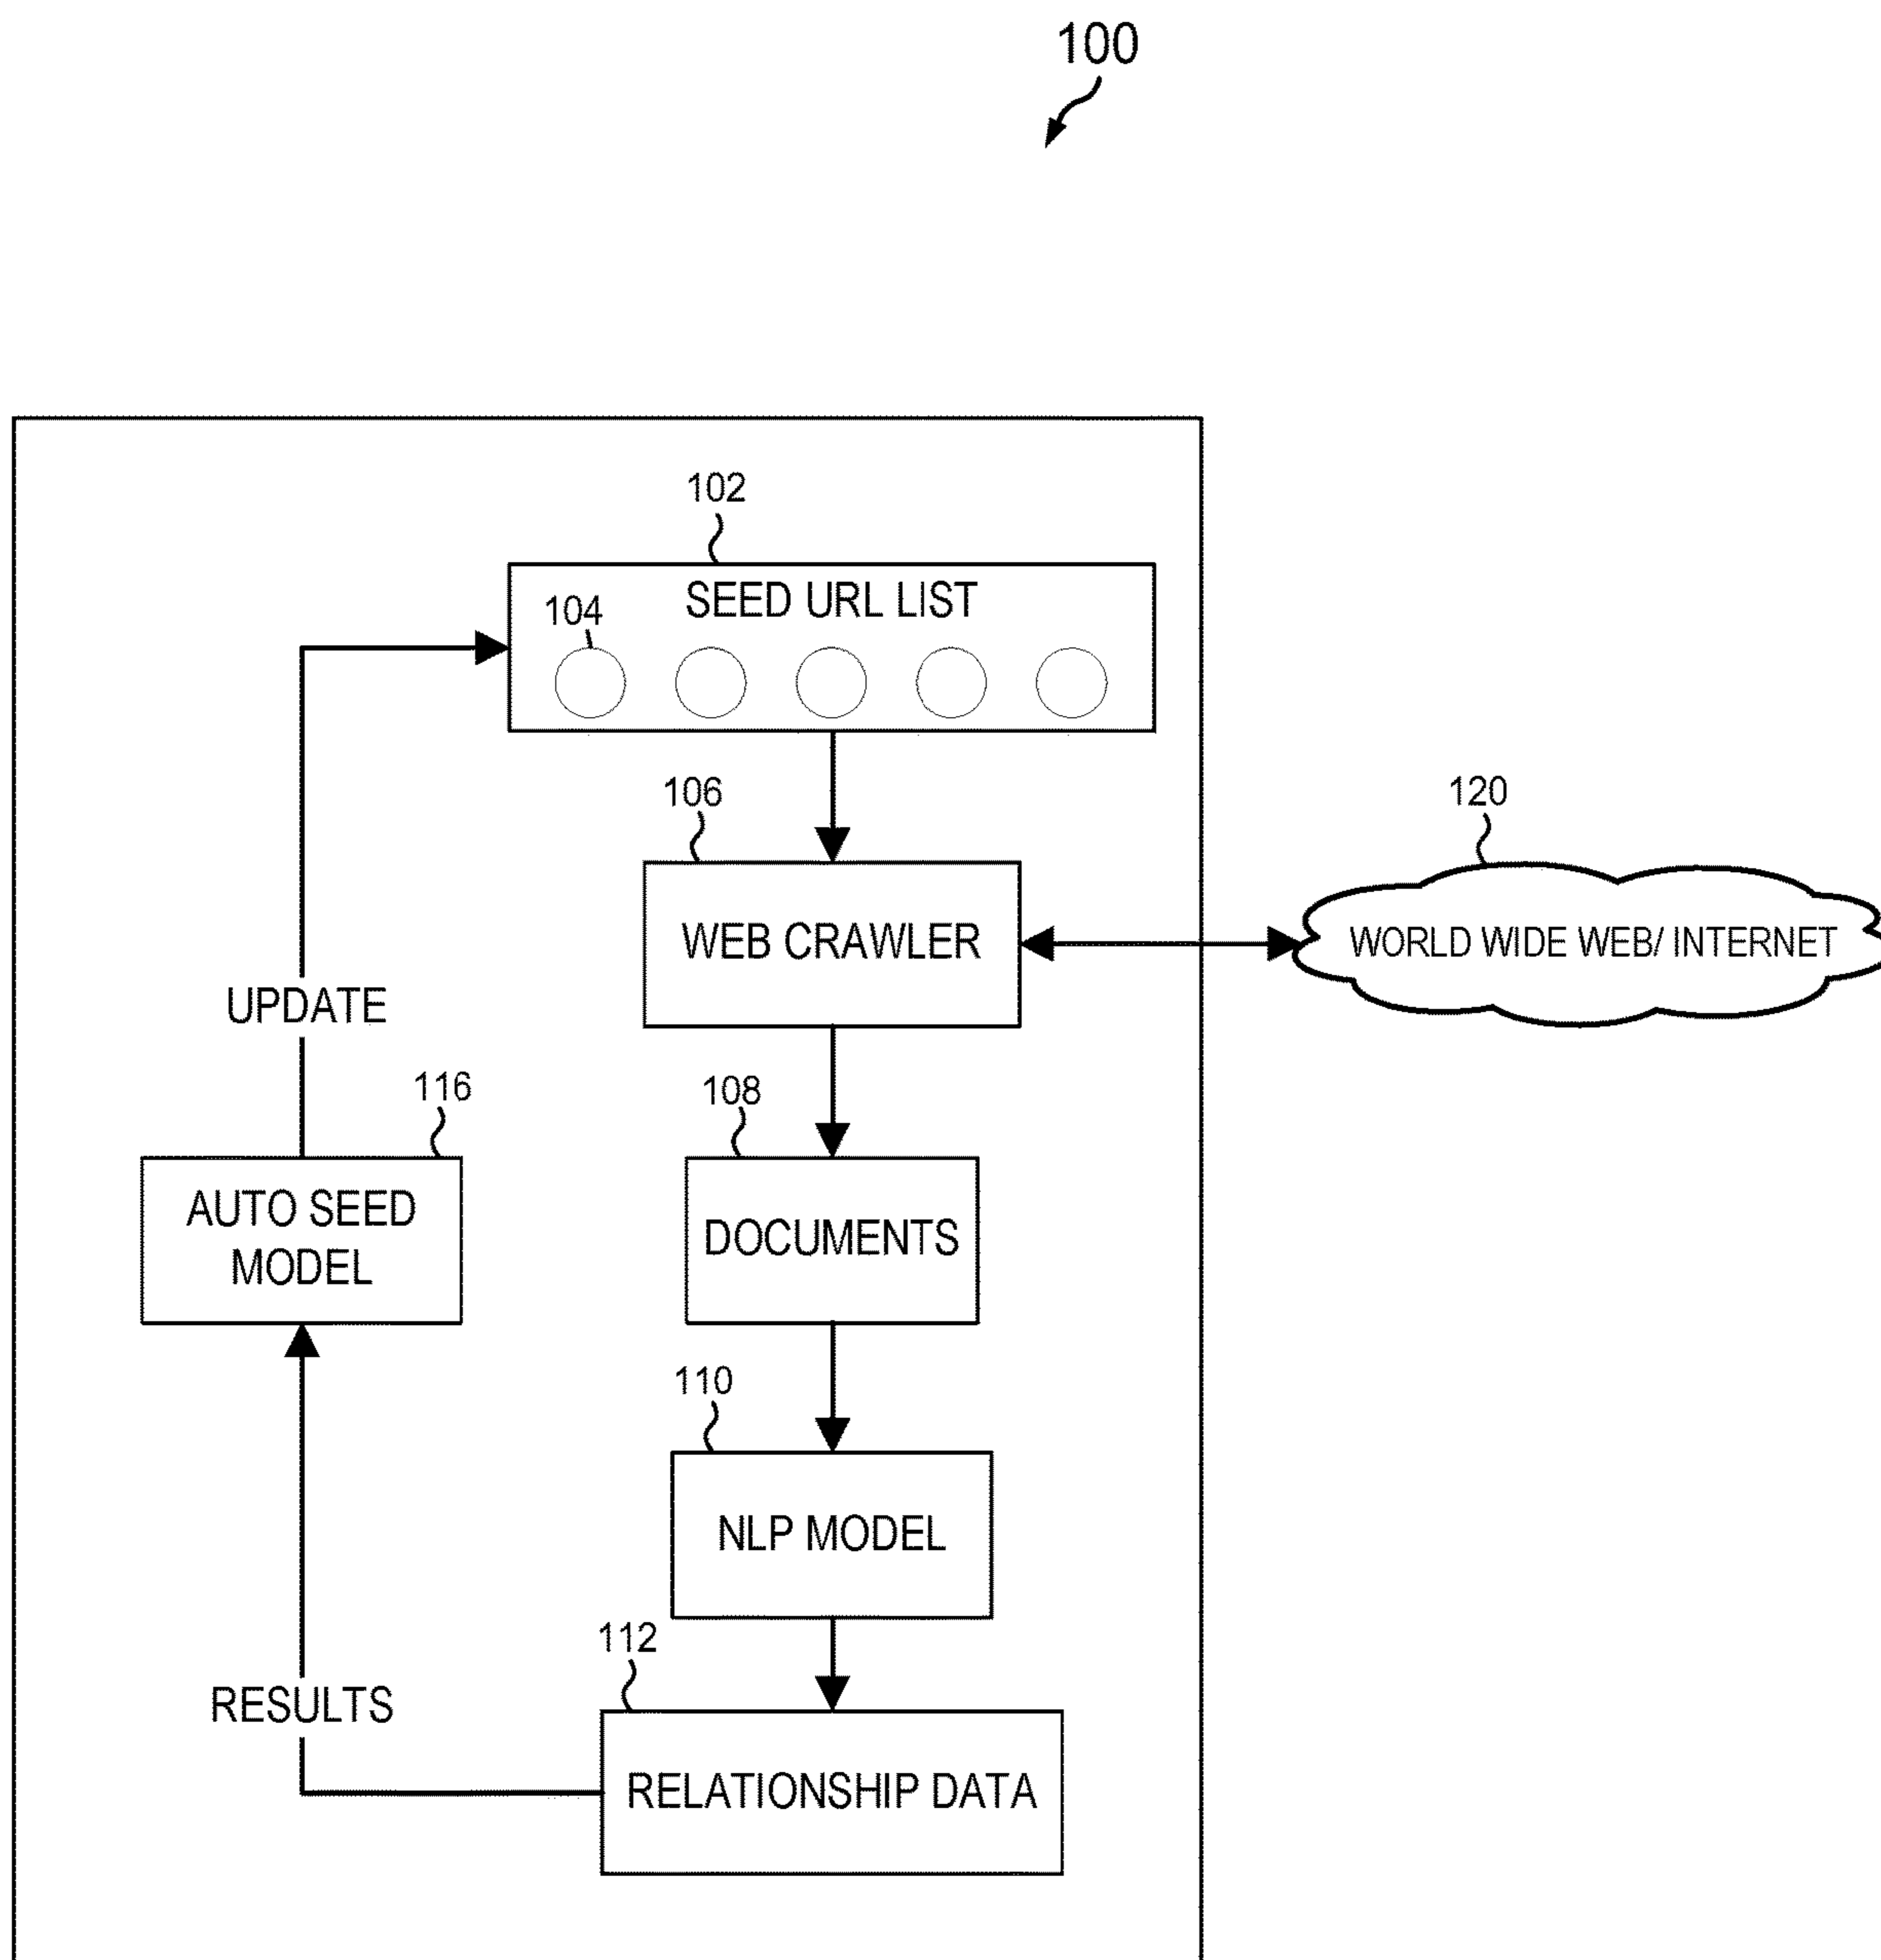 100
102
SEED URL LIST
104
106
WEB CRAWLER
120
WORLD WIDE WEB/ INTERNET
UPDATE
116
AUTO SEED
MODEL
108
DOCUMENTS
110
NLP MODEL
112
RESULTS
RELATIONSHIP DATA